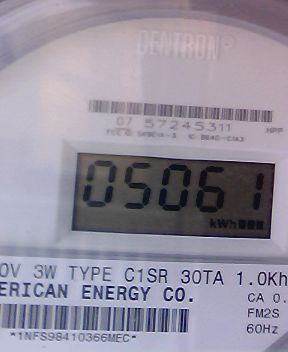 CENTRON®
07 57245311 HPP
05061
kWh
0V 3W TYPE C1SR 30TA 1.0Kh
ERICAN ENERGY CO.
CA 0.
FM2S
60Hz
*1NFS98410366MEC*